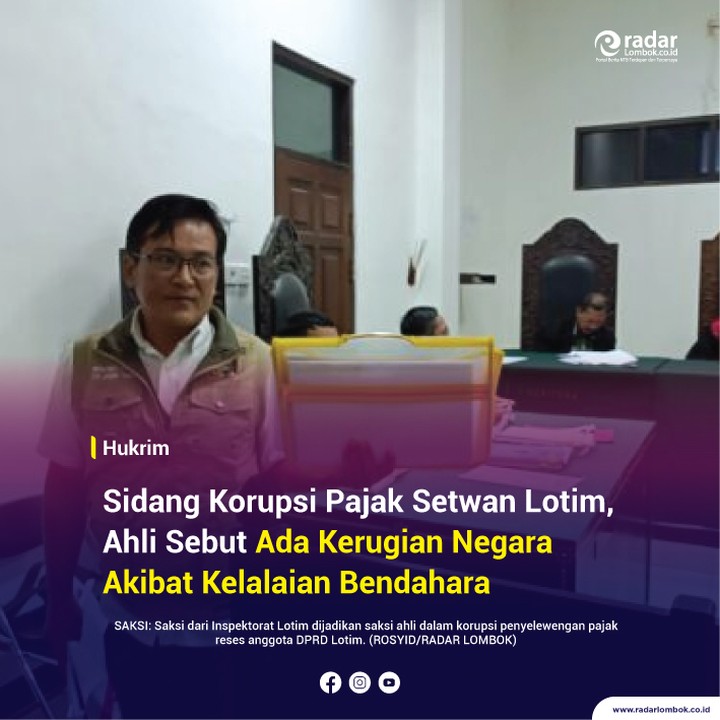 radar
Lombok.co.id
Hukrim
Sidang Korupsi Pajak Setwan Lotim,
Ahli Sebut Ada Kerugian Negara
Akibat Kelalaian Bendahara
SAKSI: Saksi dari Inspektorat Lotim dijadikan saksi ahli dalam korupsi penyelewengan pajak
reses anggota DPRD Lotim. (ROSYID/RADAR LOMBOK)
www.radarlombok.co.id